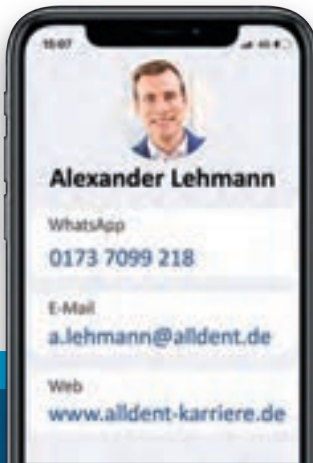 Alexander Lehmann
WhatsApp
0173 7099 218
E-Mail
a.lehmann@alldent.de
Web
www.alldent-karriere.de